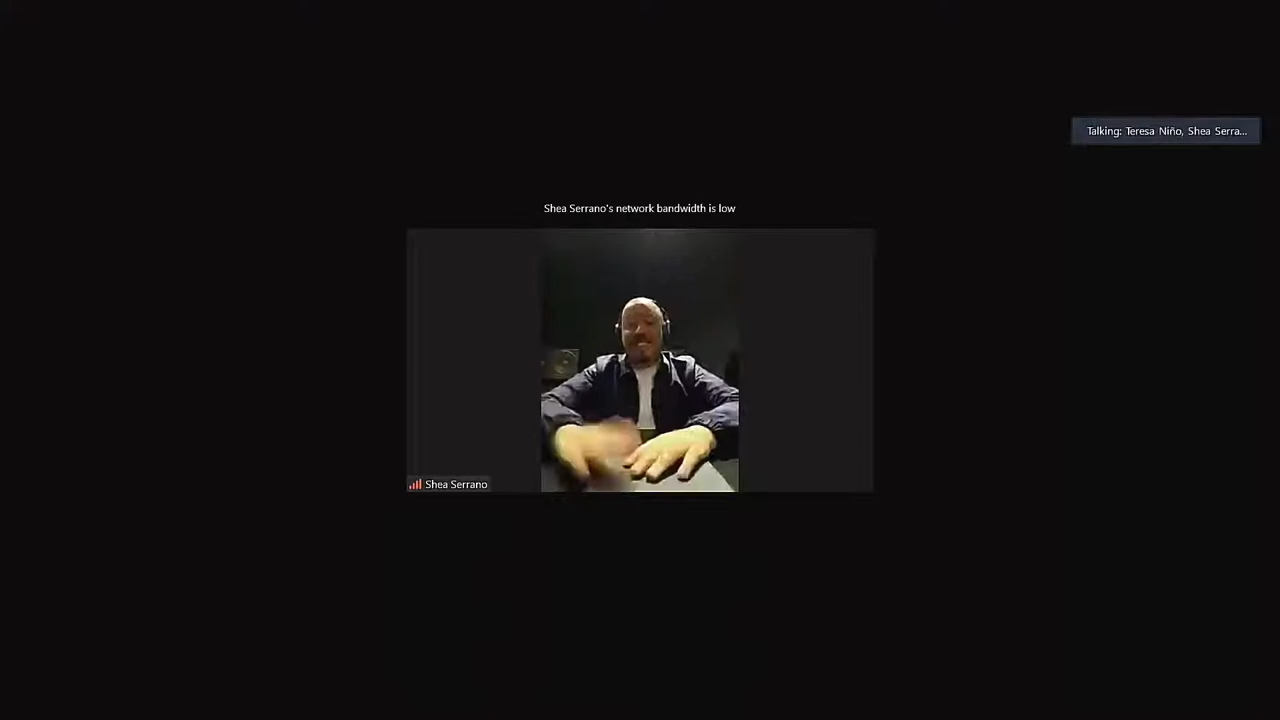 Talking: Teresa Niño, Shea Serra...
Shea Serrano's network bandwidth is low
Shea Serrano